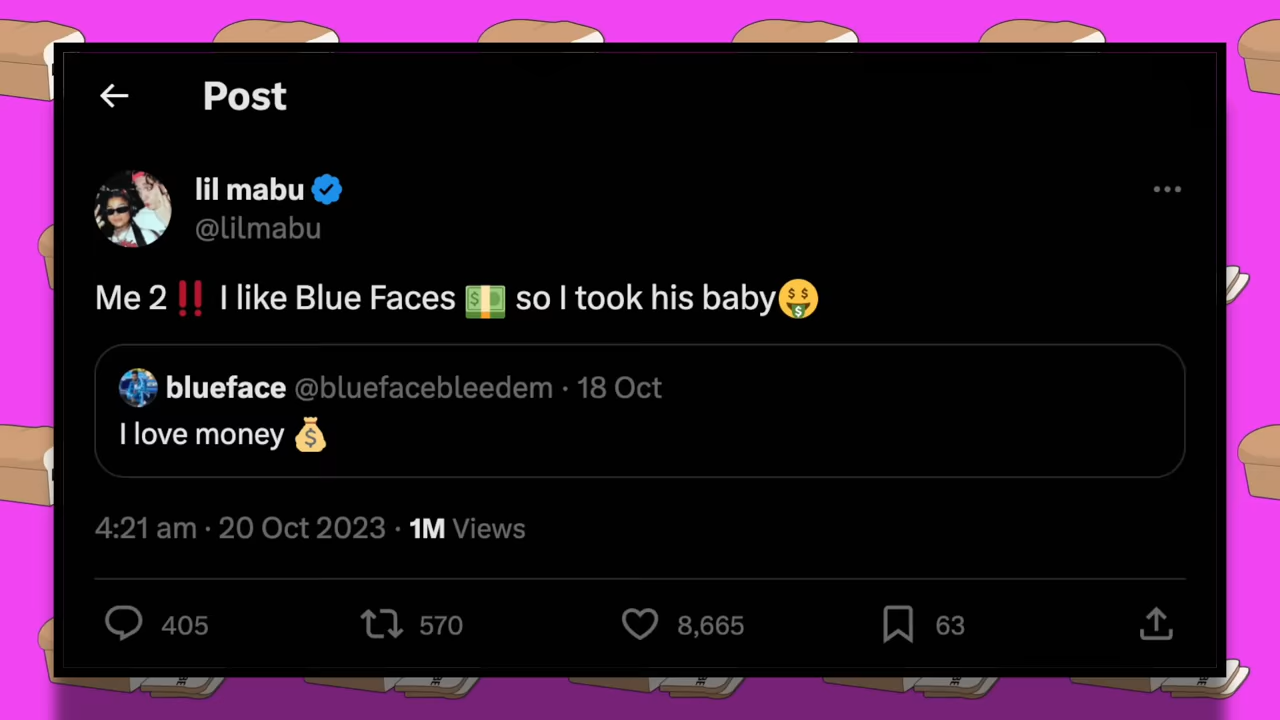 Post
lil mabu
@lilmabu
Me 2‼️ I like Blue Faces 💵 so I took his baby🤑
blueface @bluefacebleedem · 18 Oct
I love money 💰
4:21 am · 20 Oct 2023 · 1M Views
405 570 8,665 63